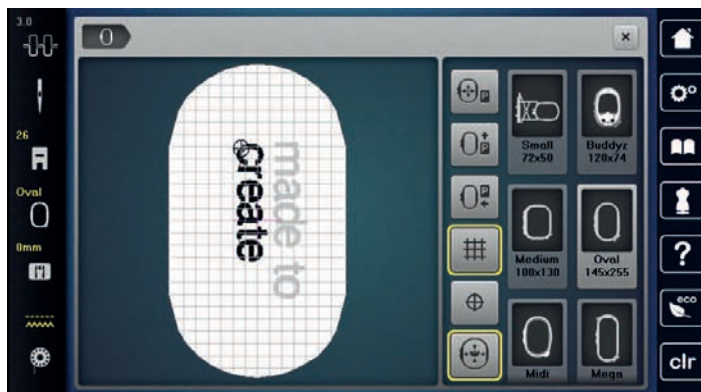 3.0
26
Oval
0mm
made to
create
P
P
P
Small
72x50
Buddyz
120x74
Medium
100x130
Oval
145x255
Midi
Mega
?
eco
clr